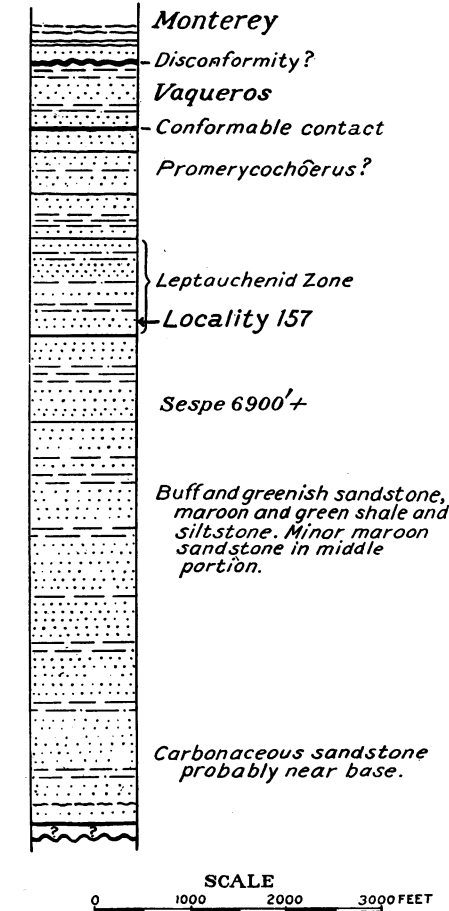 Monterey
Disconformity?
Vaqueros
Conformable contact
Promerycochöerus?
Leptauchenid Zone
Locality 157
Sespe 6900'+
Buff and greenish sandstone,
maroon and green shale and
siltstone. Minor maroon
sandstone in middle
portion.
Carbonaceous sandstone
probably near base.
? ?
SCALE
0 1000 2000 3000 FEET